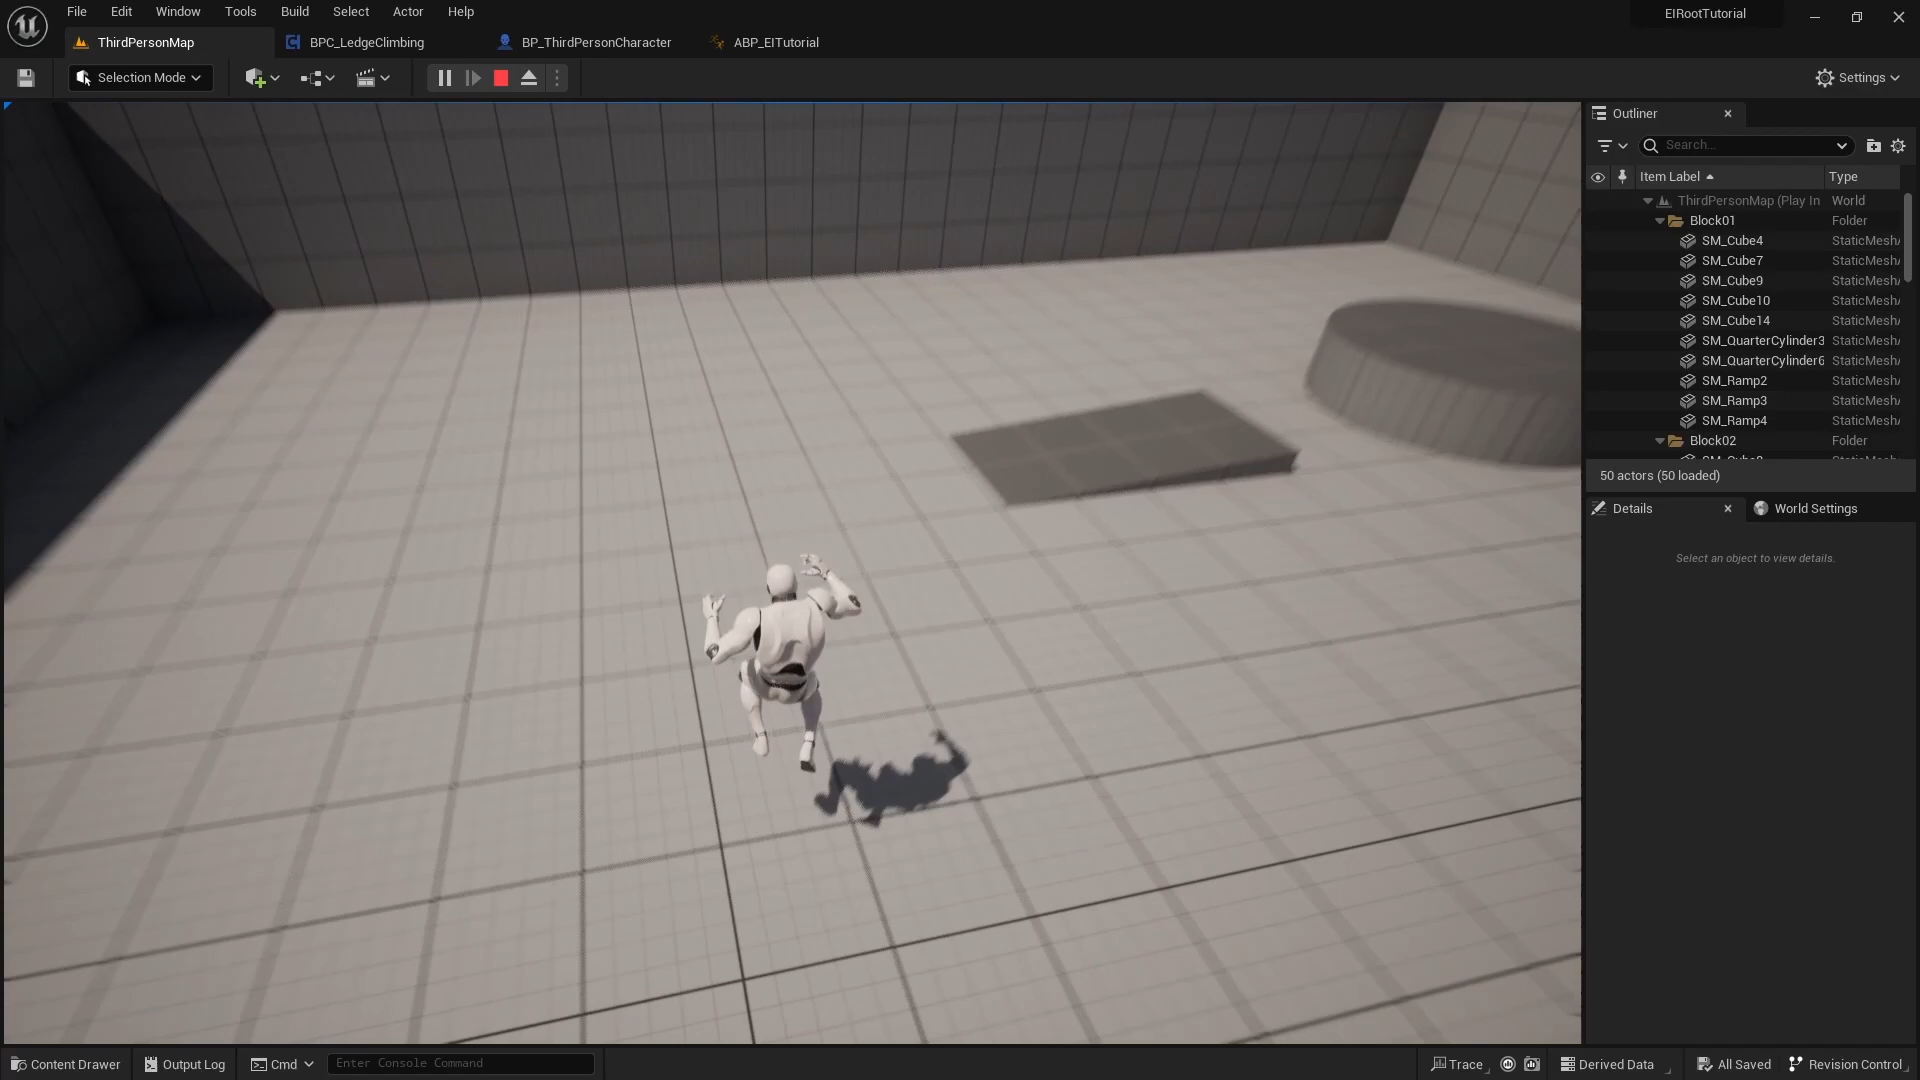 File Edit Window Tools Build Select Actor Help
EIRootTutorial
ThirdPersonMap BPC_LedgeClimbing BP_ThirdPersonCharacter ABP_EITutorial
Selection Mode Settings
Outliner
Search...
Item Label Type
ThirdPersonMap (Play In World
Block01 Folder
SM_Cube4 StaticMesh
SM_Cube7 StaticMesh
SM_Cube9 StaticMesh
SM_Cube10 StaticMesh
SM_Cube14 StaticMesh
SM_QuarterCylinder3 StaticMesh
SM_QuarterCylinder6 StaticMesh
SM_Ramp2 StaticMesh
SM_Ramp3 StaticMesh
SM_Ramp4 StaticMesh
Block02 Folder
50 actors (50 loaded)
Details World Settings
Select an object to view details.
Content Drawer Output Log Cmd Enter Console Command Trace Derived Data All Saved Revision Control